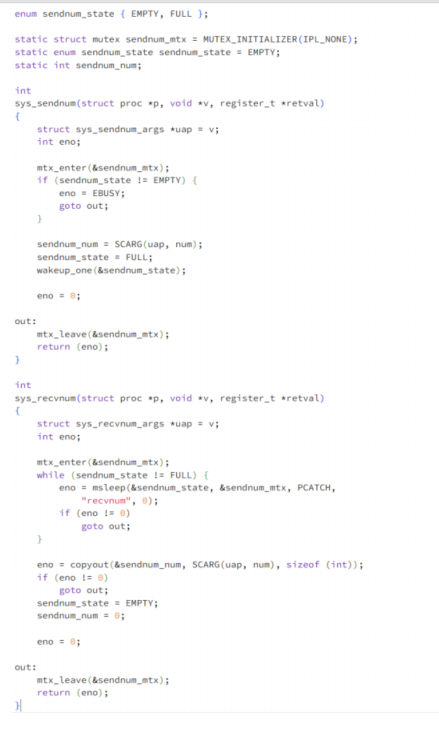 enum sendnum_state { EMPTY, FULL };

static struct mutex sendnum_mtx = MUTEX_INITIALIZER(IPL_NONE);
static enum sendnum_state sendnum_state = EMPTY;
static int sendnum_num;

int
sys_sendnum(struct proc *p, void *v, register_t *retval)
{
    struct sys_sendnum_args *uap = v;
    int eno;

    mtx_enter(&sendnum_mtx);
    if (sendnum_state != EMPTY) {
        eno = EBUSY;
        goto out;
    }

    sendnum_num = SCARG(uap, num);
    sendnum_state = FULL;
    wakeup_one(&sendnum_state);

    eno = 0;

out:
    mtx_leave(&sendnum_mtx);
    return (eno);
}

int
sys_recvnum(struct proc *p, void *v, register_t *retval)
{
    struct sys_recvnum_args *uap = v;
    int eno;

    mtx_enter(&sendnum_mtx);
    while (sendnum_state != FULL) {
        eno = msleep(&sendnum_state, &sendnum_mtx, PCATCH,
            "recvnum", 0);
        if (eno != 0)
            goto out;
    }

    eno = copyout(&sendnum_num, SCARG(uap, num), sizeof (int));
    if (eno != 0)
        goto out;
    sendnum_state = EMPTY;
    sendnum_num = 0;

    eno = 0;

out:
    mtx_leave(&sendnum_mtx);
    return (eno);
}